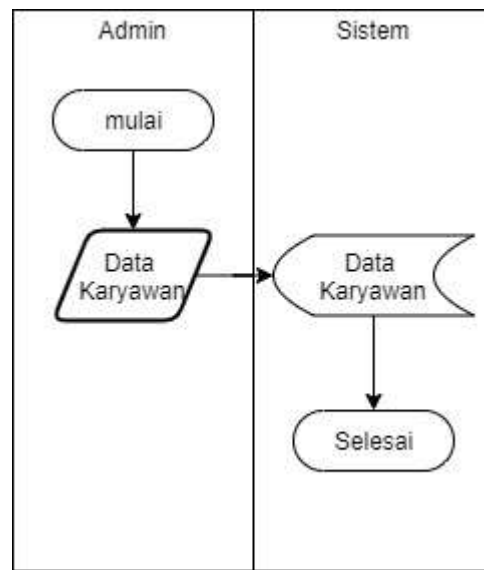 Admin
Sistem
mulai
Data
Karyawan
Data
Karyawan
Selesai